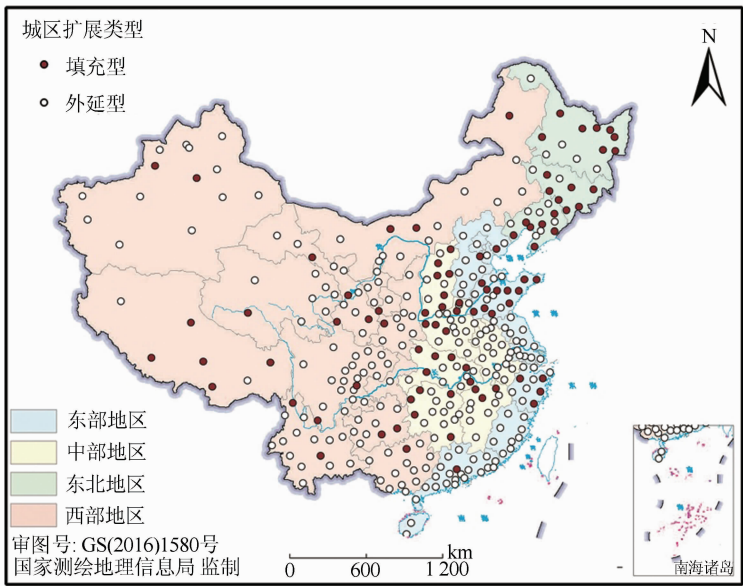 城区扩展类型
填充型
外延型
N
东部地区
中部地区
东北地区
西部地区
审图号: GS(2016)1580号
国家测绘地理信息局 监制
km
0 600 1 200
南海诸岛